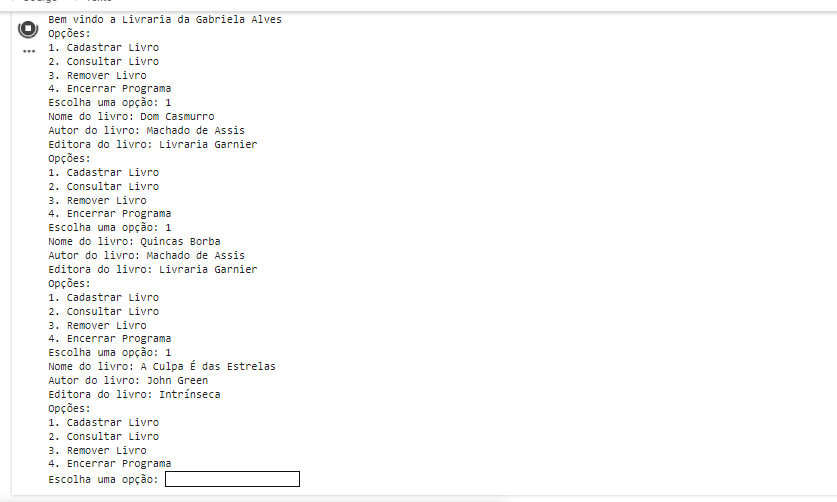 Bem vindo a Livraria da Gabriela Alves
Opções:
1. Cadastrar Livro
2. Consultar Livro
3. Remover Livro
4. Encerrar Programa
Escolha uma opção: 1
Nome do livro: Dom Casmurro
Autor do livro: Machado de Assis
Editora do livro: Livraria Garnier
Opções:
1. Cadastrar Livro
2. Consultar Livro
3. Remover Livro
4. Encerrar Programa
Escolha uma opção: 1
Nome do livro: Quincas Borba
Autor do livro: Machado de Assis
Editora do livro: Livraria Garnier
Opções:
1. Cadastrar Livro
2. Consultar Livro
3. Remover Livro
4. Encerrar Programa
Escolha uma opção: 1
Nome do livro: A Culpa É das Estrelas
Autor do livro: John Green
Editora do livro: Intrínseca
Opções:
1. Cadastrar Livro
2. Consultar Livro
3. Remover Livro
4. Encerrar Programa
Escolha uma opção: